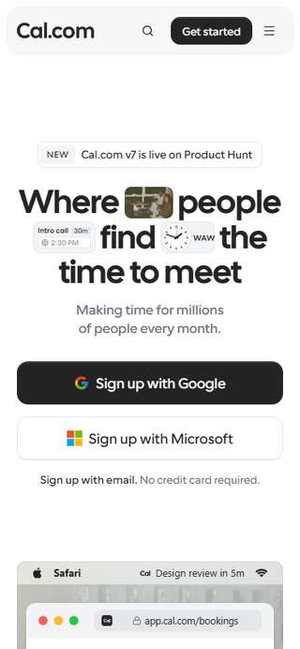 Cal.com
Get started
NEW Cal.com v7 is live on Product Hunt
Where people
Intro call 30m
2:30 PM
find WAW the
time to meet
Making time for millions
of people every month.
Sign up with Google
Sign up with Microsoft
Sign up with email. No credit card required.
Safari Cal Design review in 5m
Cal app.cal.com/bookings